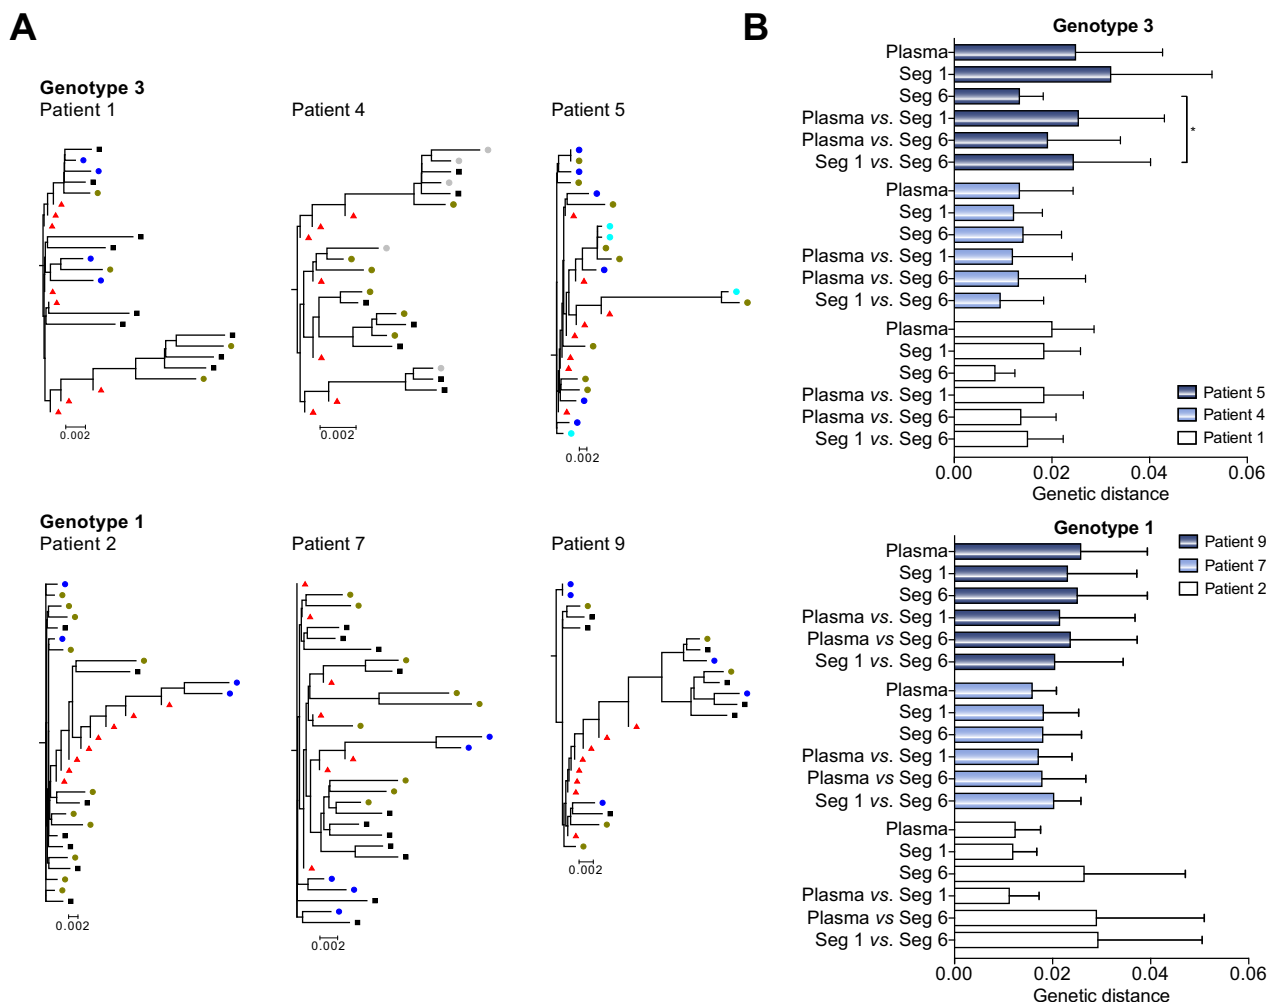 A
Genotype 3
Patient 1
Patient 4
Patient 5
0.002
0.002
0.002
Genotype 1
Patient 2
Patient 7
Patient 9
0.002
0.002
0.002
B
Genotype 3
Plasma
Seg 1
Seg 6
Plasma vs. Seg 1
Plasma vs. Seg 6
Seg 1 vs. Seg 6
*
Plasma
Seg 1
Seg 6
Plasma vs. Seg 1
Plasma vs. Seg 6
Seg 1 vs. Seg 6
Plasma
Seg 1
Seg 6
Plasma vs. Seg 1
Plasma vs. Seg 6
Seg 1 vs. Seg 6
Patient 5
Patient 4
Patient 1
0.00 0.02 0.04 0.06
Genetic distance
Genotype 1
Patient 9
Patient 7
Patient 2
Plasma
Seg 1
Seg 6
Plasma vs. Seg 1
Plasma vs Seg 6
Seg 1 vs. Seg 6
Plasma
Seg 1
Seg 6
Plasma vs. Seg 1
Plasma vs Seg 6
Seg 1 vs. Seg 6
Plasma
Seg 1
Seg 6
Plasma vs. Seg 1
Plasma vs Seg 6
Seg 1 vs. Seg 6
0.00 0.02 0.04 0.06
Genetic distance